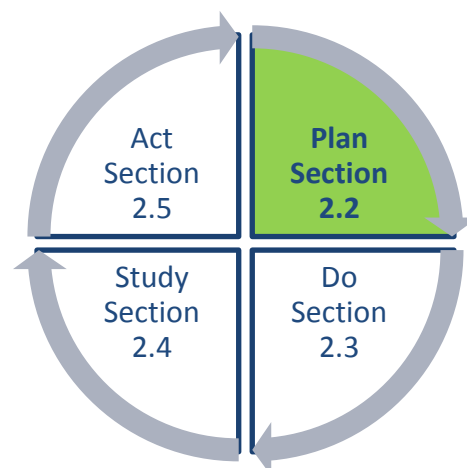 Act
Section
2.5
Plan
Section
2.2
Study
Section
2.4
Do
Section
2.3